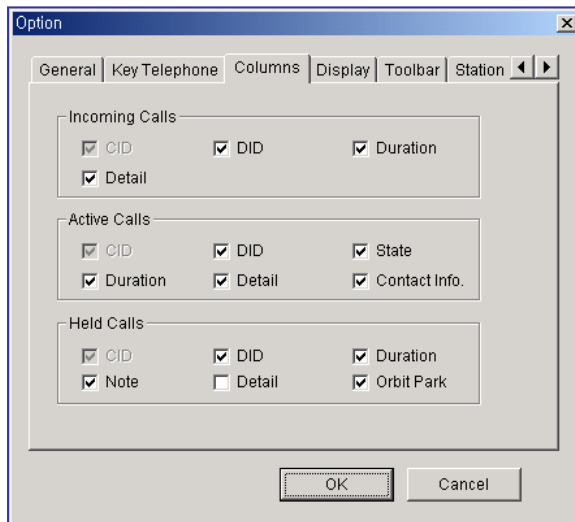 Option
General Key Telephone Columns Display Toolbar Station
Incoming Calls
CID DID Duration
Detail
Active Calls
CID DID State
Duration Detail Contact Info.
Held Calls
CID DID Duration
Note Detail Orbit Park
OK Cancel